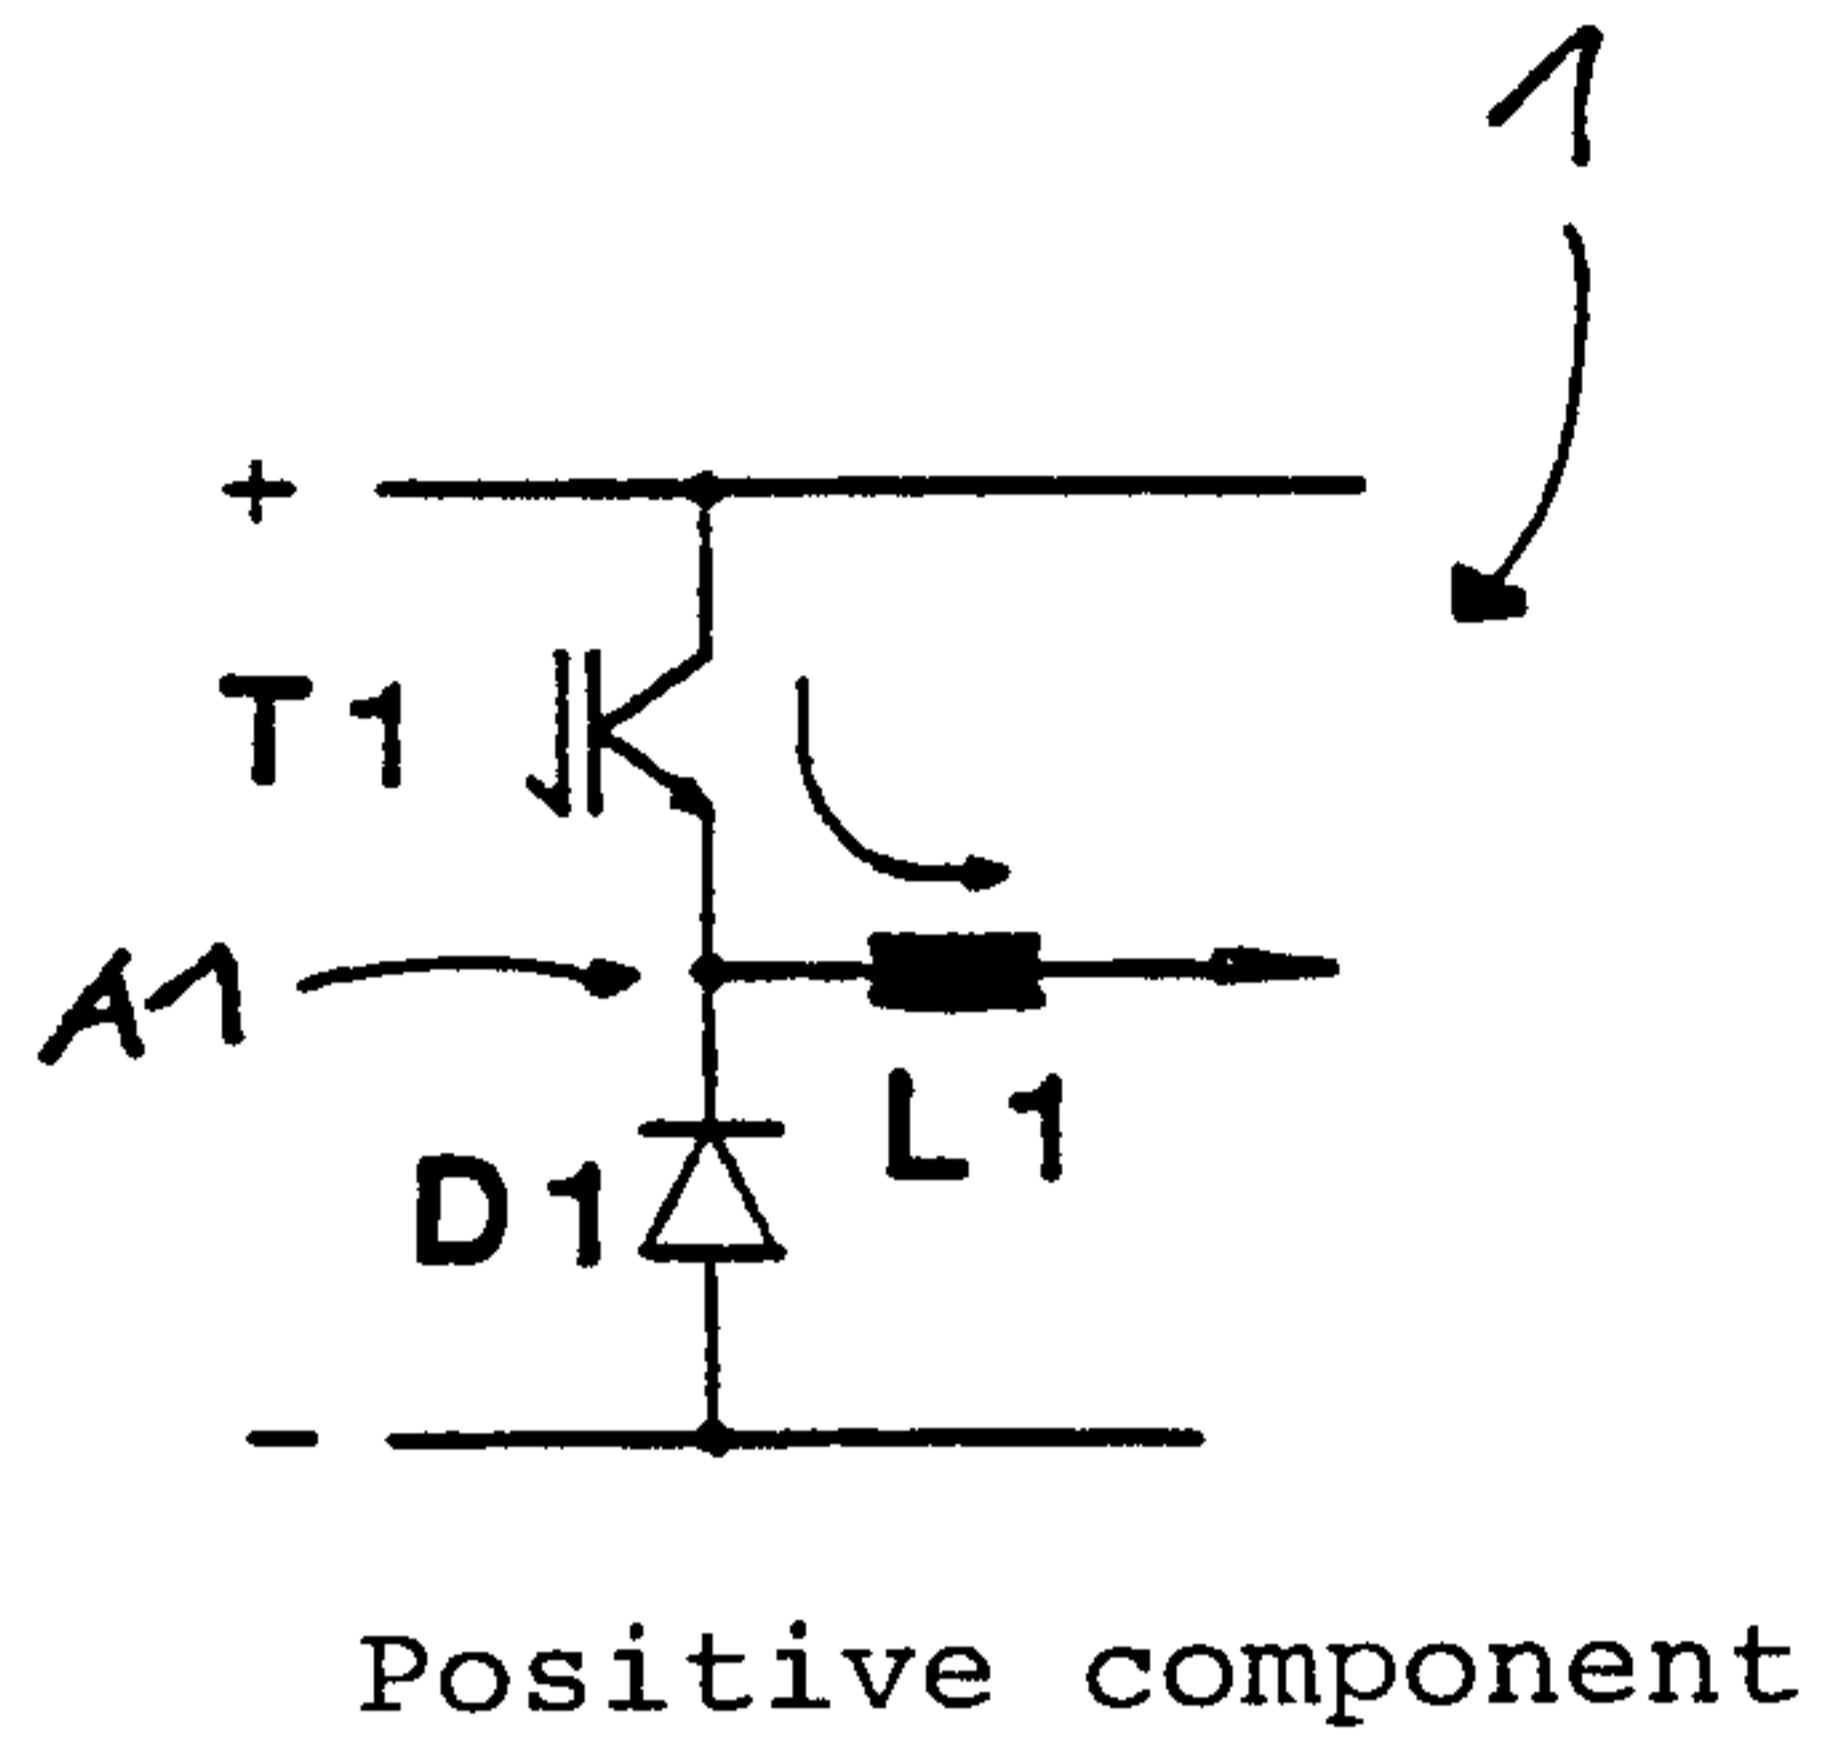 1
+
T1
A1
L1
D1
-
Positive component